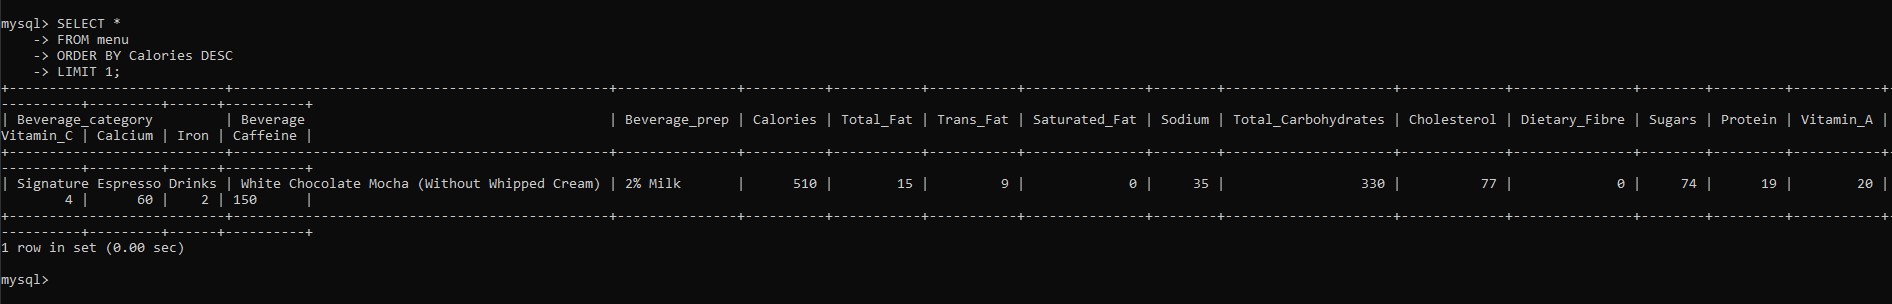 mysql> SELECT *
    -> FROM menu
    -> ORDER BY Calories DESC
    -> LIMIT 1;
+---------------------------+-----------------------------------------------+---------------+----------+-----------+-----------+---------------+--------+---------------------+-------------+---------------+--------+---------+-----------+-
----------+---------+------+----------+
| Beverage_category         | Beverage                                      | Beverage_prep | Calories | Total_Fat | Trans_Fat | Saturated_Fat | Sodium | Total_Carbohydrates | Cholesterol | Dietary_Fibre | Sugars | Protein | Vitamin_A |
Vitamin_C | Calcium | Iron | Caffeine |
+---------------------------+-----------------------------------------------+---------------+----------+-----------+-----------+---------------+--------+---------------------+-------------+---------------+--------+---------+-----------+-
----------+---------+------+----------+
| Signature Espresso Drinks | White Chocolate Mocha (Without Whipped Cream) | 2% Milk       |      510 |        15 |         9 |             0 |     35 |                 330 |          77 |             0 |     74 |      19 |        20 |
        4 |      60 |    2 | 150      |
+---------------------------+-----------------------------------------------+---------------+----------+-----------+-----------+---------------+--------+---------------------+-------------+---------------+--------+---------+-----------+-
----------+---------+------+----------+
1 row in set (0.00 sec)
mysql>